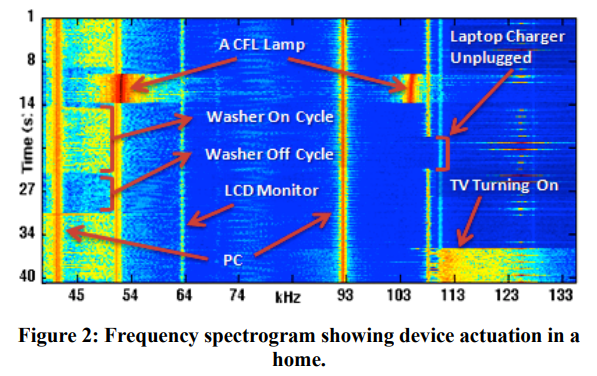 1
8
14
27
34
40
Time (s:
A CFL Lamp
Laptop Charger
Unplugged
Washer On Cycle
Washer Off Cycle
LCD Monitor
TV Turning On
PC
45 54 64 74 kHz 93 103 113 123 133
Figure 2: Frequency spectrogram showing device actuation in a
home.